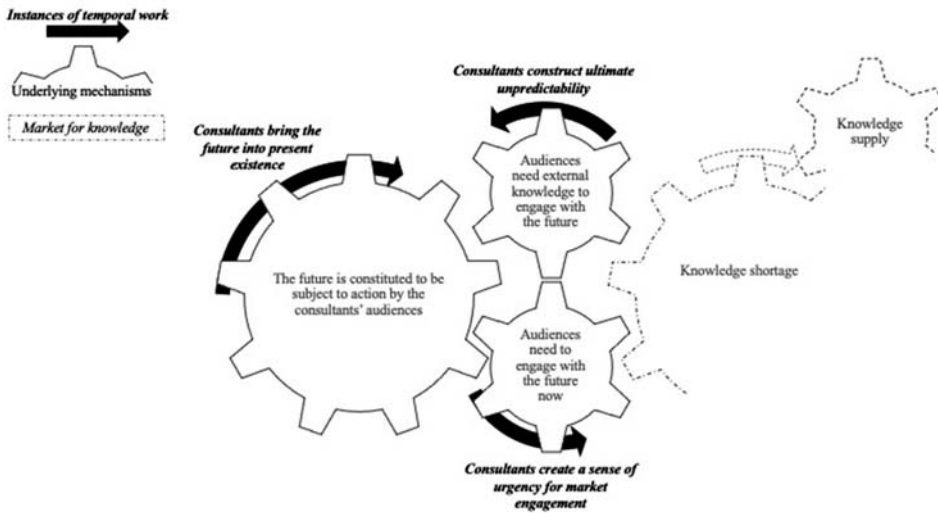 Instances of temporal work
Underlying mechanisms
Market for knowledge
Consultants bring the
future into present
existence
The future is constituted to be
subject to action by the
consultants' audiences
Consultants construct ultimate
unpredictability
Audiences
need external
knowledge to
engage with
the future
Audiences
need to
engage with
the future
now
Consultants create a sense of
urgency for market
engagement
Knowledge shortage
Knowledge
supply